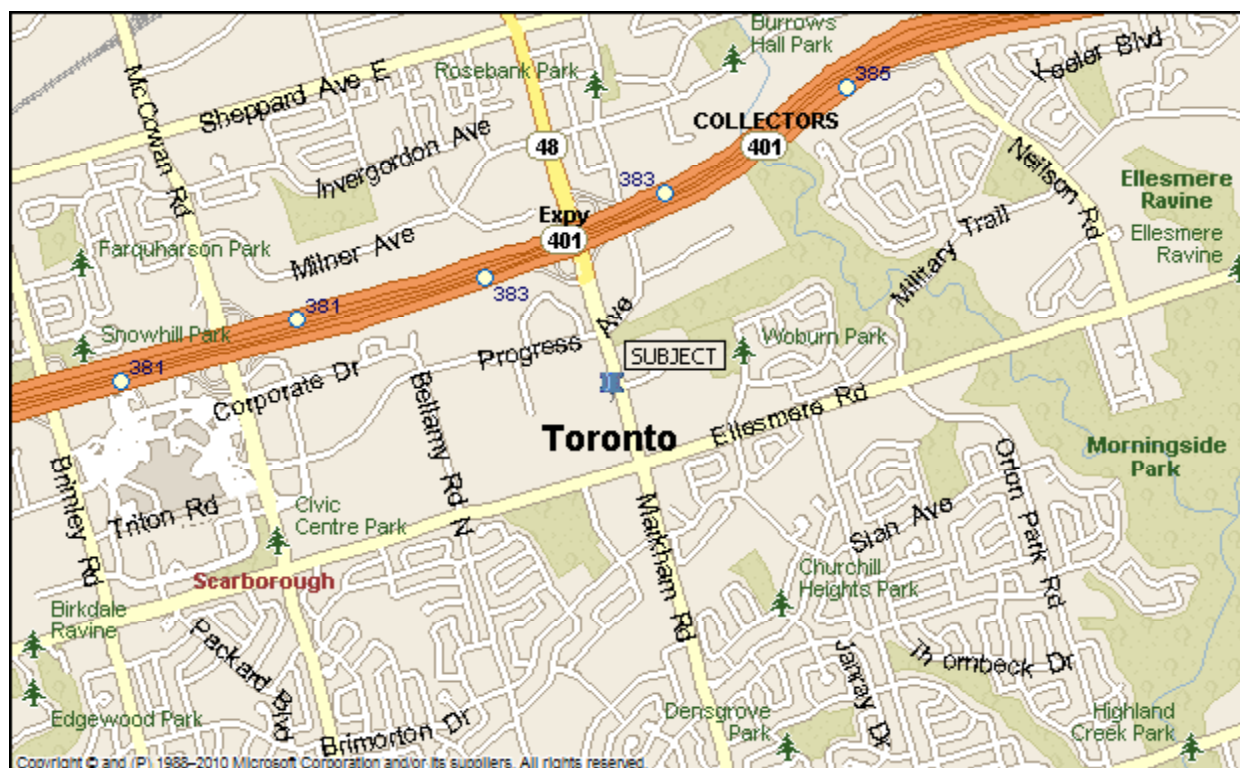 Burrows
Hall Park
McCowan Rd
Sheppard Ave E
Rosebank Park
385
Keeler Blvd
COLLECTORS
401
48
Invergordon Ave
Neilson Rd
Ellesmere
Ravine
383
Expy
401
Military Trail
Ellesmere
Ravine
Farquharson Park
Milner Ave
383
381
Snowhill Park
381
Corporate Dr
Progress Ave
SUBJECT
Woburn Park
Bellamy Rd N
Toronto
Ellesmere Rd
Morningside
Park
Brimley Rd
Triton Rd
Civic
Centre Park
Markham Rd
Slan Ave
Orton Park Rd
Scarborough
Churchill
Heights Park
Birkdale
Ravine
Packard Blvd
Janray Dr
Thornbeck Dr
Edgewood Park
Brimorton Dr
Densgrove
Park
Highland
Creek Park
Copyright © and (P) 1988–2010 Microsoft Corporation and/or its suppliers. All rights reserved.